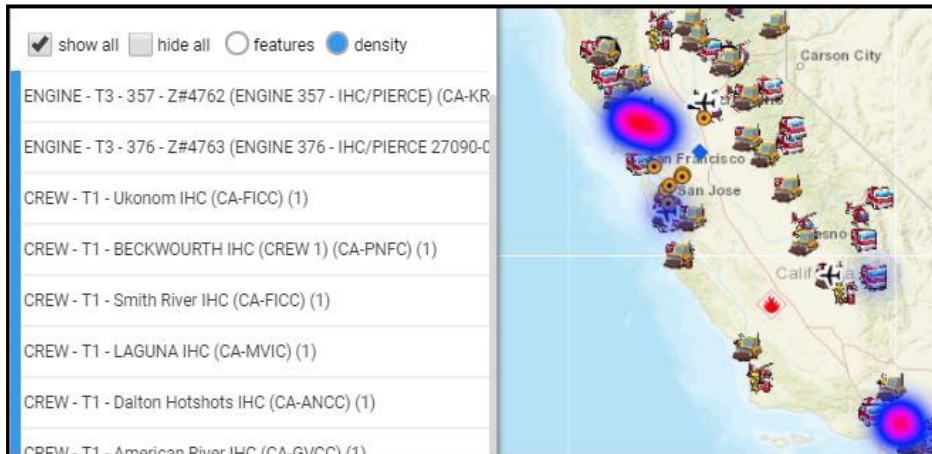 show all hide all features density
ENGINE - T3 - 357 - Z#4762 (ENGINE 357 - IHC/PIERCE) (CA-KR
ENGINE - T3 - 376 - Z#4763 (ENGINE 376 - IHC/PIERCE 27090-0
CREW - T1 - Ukonom IHC (CA-FICC) (1)
CREW - T1 - BECKWOURTH IHC (CREW 1) (CA-PNFC) (1)
CREW - T1 - Smith River IHC (CA-FICC) (1)
CREW - T1 - LAGUNA IHC (CA-MVIC) (1)
CREW - T1 - Dalton Hotshots IHC (CA-ANCC) (1)
CREW - T1 - American River IHC (CA-GVCC) (1)
Carson City
Francisco
San Jose